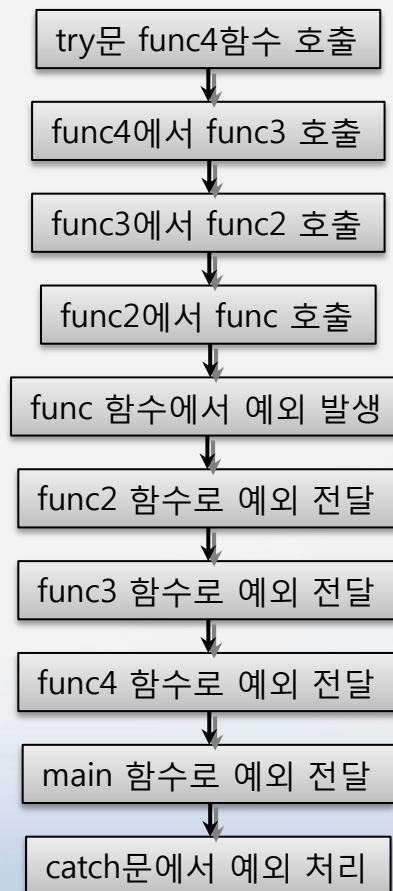 try문 func4함수 호출
func4에서 func3 호출
func3에서 func2 호출
func2에서 func 호출
func 함수에서 예외 발생
func2 함수로 예외 전달
func3 함수로 예외 전달
func4 함수로 예외 전달
main 함수로 예외 전달
catch문에서 예외 처리